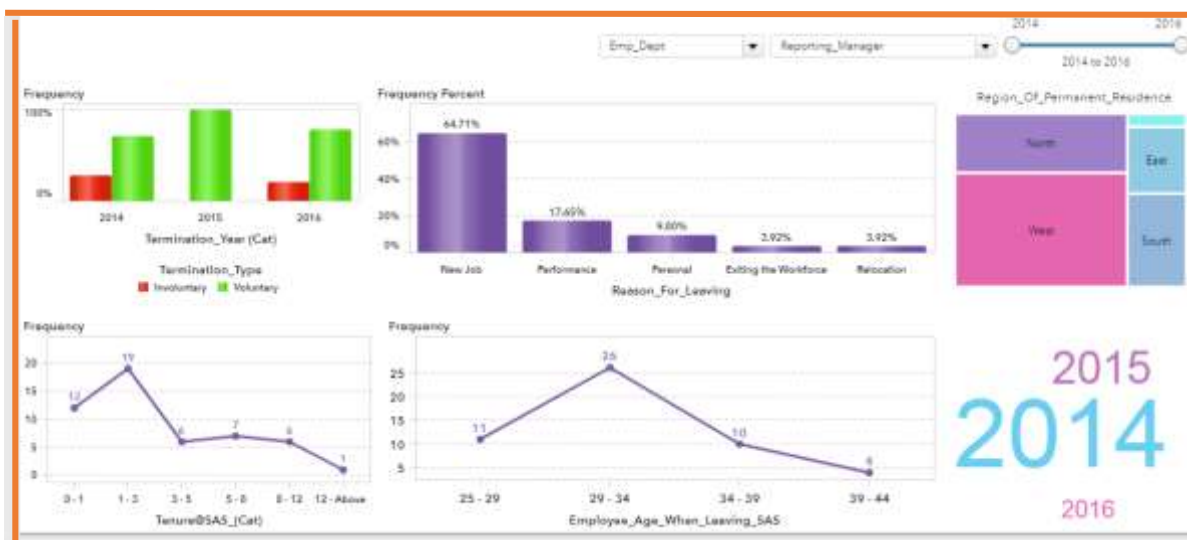 2014 2016
Emp_Dept Reporting_Manager
2014 to 2016
Frequency
100%
0%
2014 2015 2016
Termination_Year (Cat)
Termination_Type
Involuntary Voluntary
Frequency Percent
60%
40%
20%
0%
64.71%
17.65%
9.80%
3.92%
3.92%
New Job Performance Personal Exiting the Workforce Relocation
Reason_For_Leaving
Region_Of_Permanent_Residence
North
East
West
South
Frequency
20
15
10
5
0
12
19
6
7
6
1
0 - 1 1 - 3 3 - 5 5 - 8 8 - 12 12 - Above
Tenure@SAS_(Cat)
Frequency
25
20
15
10
5
11
26
10
4
25 - 29 29 - 34 34 - 39 39 - 44
Employee_Age_When_Leaving_SAS
2015
2014
2016